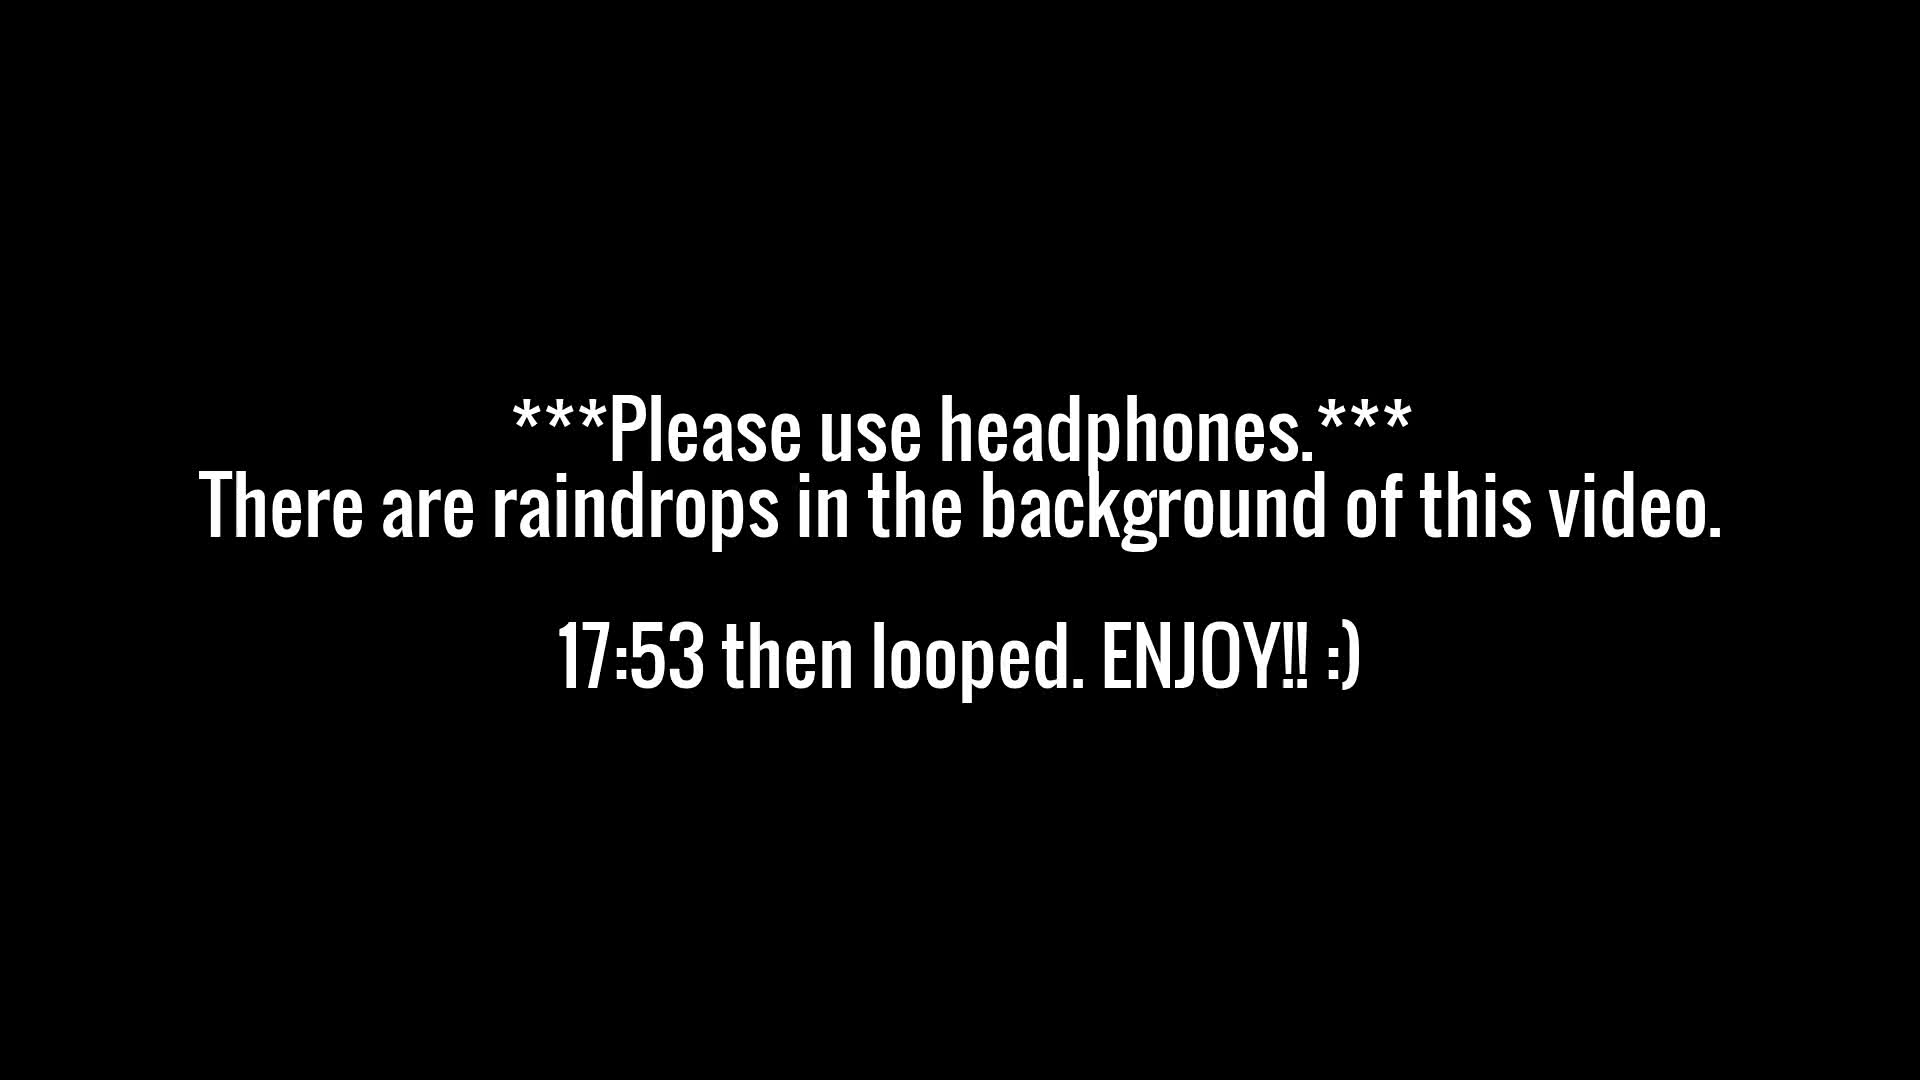 ***Please use headphones.***
There are raindrops in the background of this video.
17:53 then looped. ENJOY!! :)